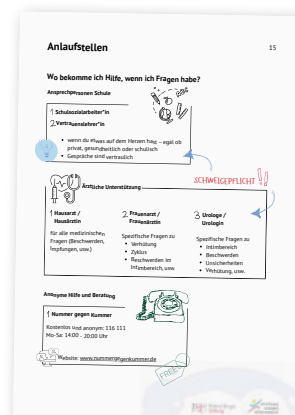 Anlaufstellen
15
Wo bekomme ich Hilfe, wenn ich Fragen habe?
Ansprechpersonen Schule
1 Schulsozialarbeiter*in
2 Vertrauenslehrer*in
• wenn du etwas auf dem Herzen hast – egal ob
privat, gesundheitlich oder schulisch
• Gespräche sind vertraulich
SCHWEIGEPFLICHT!!
Ärztliche Unterstützung
1 Hausarzt /
Hausärztin
für alle medizinischen
Fragen (Beschwerden,
Impfungen, usw.)
2 Frauenarzt /
Frauenärztin
Spezifische Fragen zu
• Verhütung
• Zyklus
• Beschwerden im
Intimbereich, usw
3 Urologe /
Urologin
Spezifische Fragen zu
• Intimbereich
• Beschwerden
• Unsicherheiten
• Verhütung, usw.
Anonyme Hilfe und Beratung
1 Nummer gegen Kummer
Kostenlos und anonym: 116 111
Mo-Sa: 14:00 - 20:00 Uhr
Website: www.nummergegenkummer.de
FREE